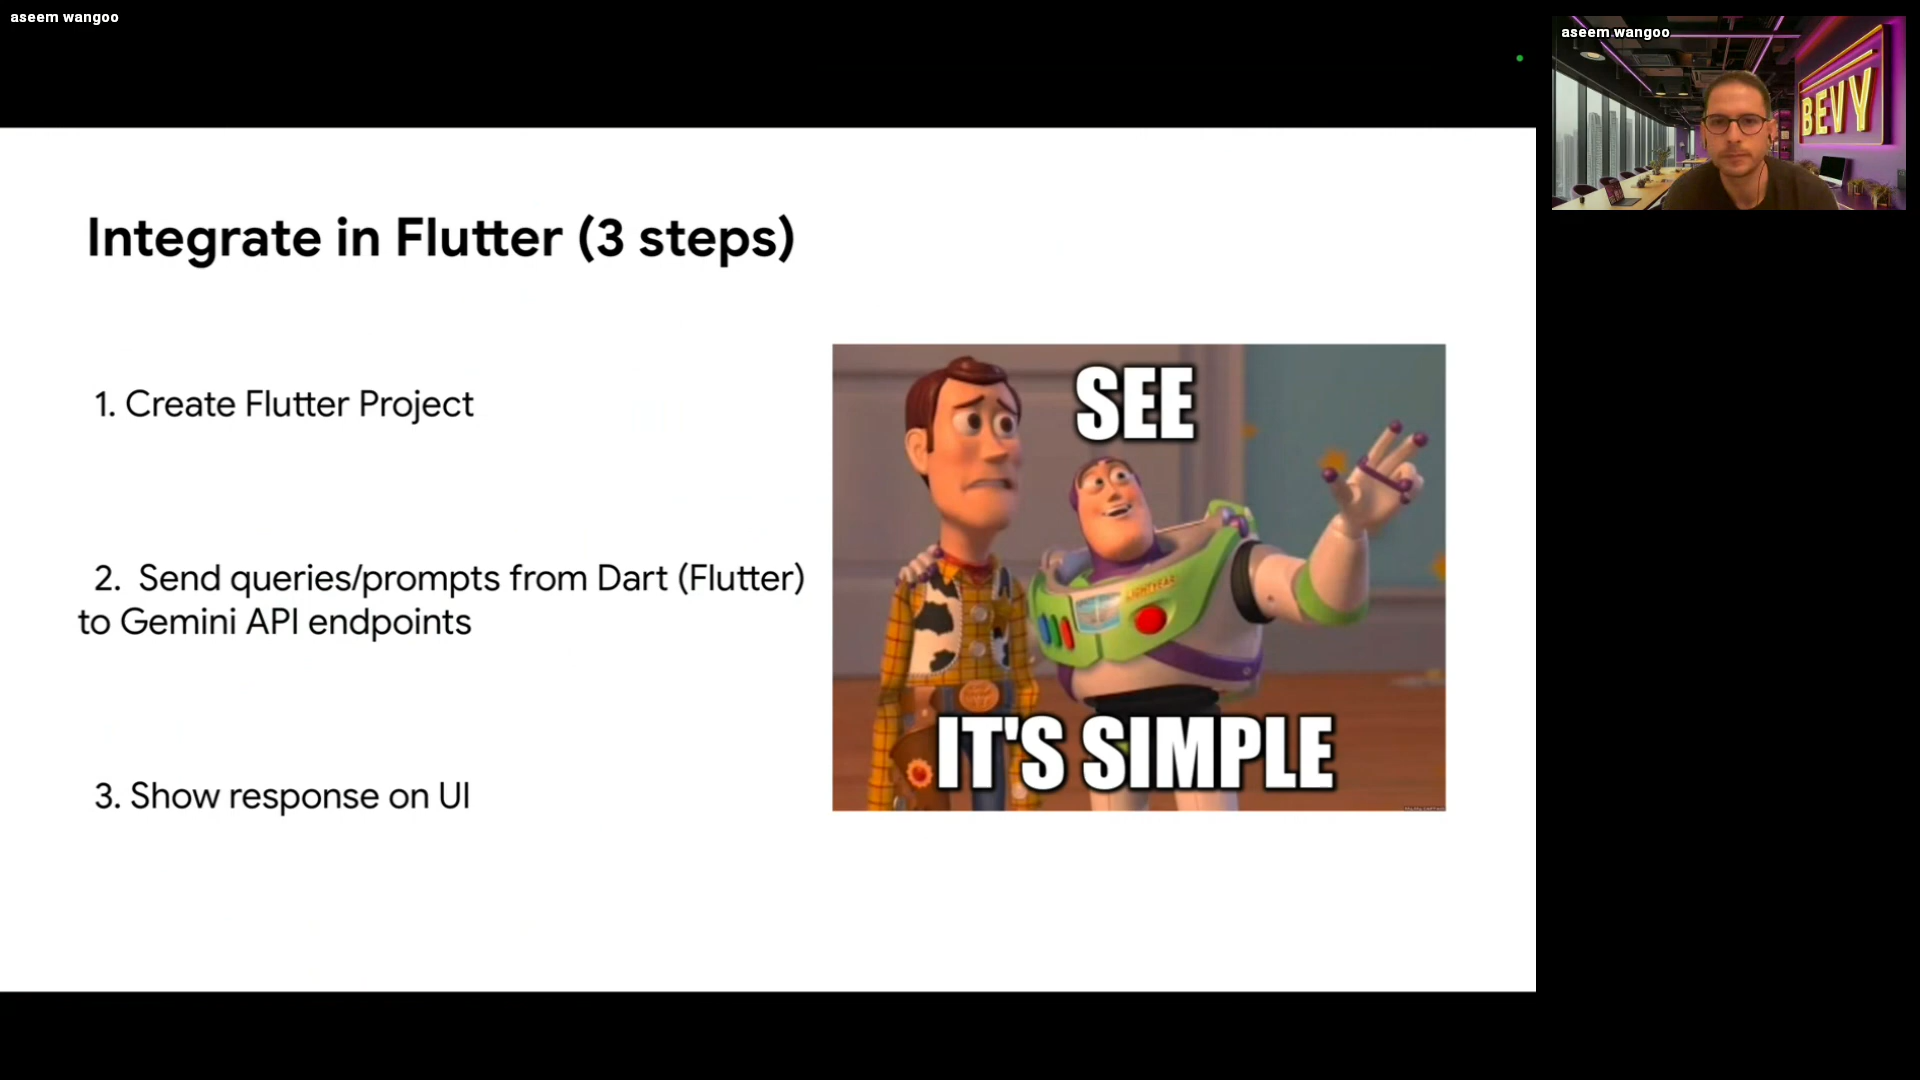 aseem wangoo
aseem wangoo
BEVY
Integrate in Flutter (3 steps)
1. Create Flutter Project
2. Send queries/prompts from Dart (Flutter)
to Gemini API endpoints
3. Show response on UI
SEE
LIGHTYEAR
IT'S SIMPLE